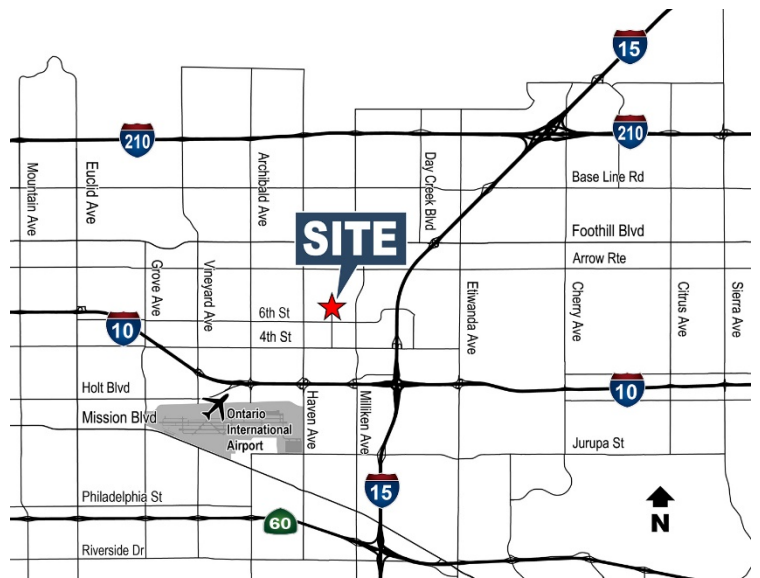 15
210
210
Mountain Ave
Euclid Ave
Archibald Ave
Day Creek Blvd
Base Line Rd
SITE
Foothill Blvd
Arrow Rte
Grove Ave
Vineyard Ave
Etiwanda Ave
Cherry Ave
Citrus Ave
Sierra Ave
6th St
10
4th St
Holt Blvd
10
Mission Blvd
Ontario
International
Airport
Haven Ave
Milliken Ave
Jurupa St
15
Philadelphia St
60
N
Riverside Dr